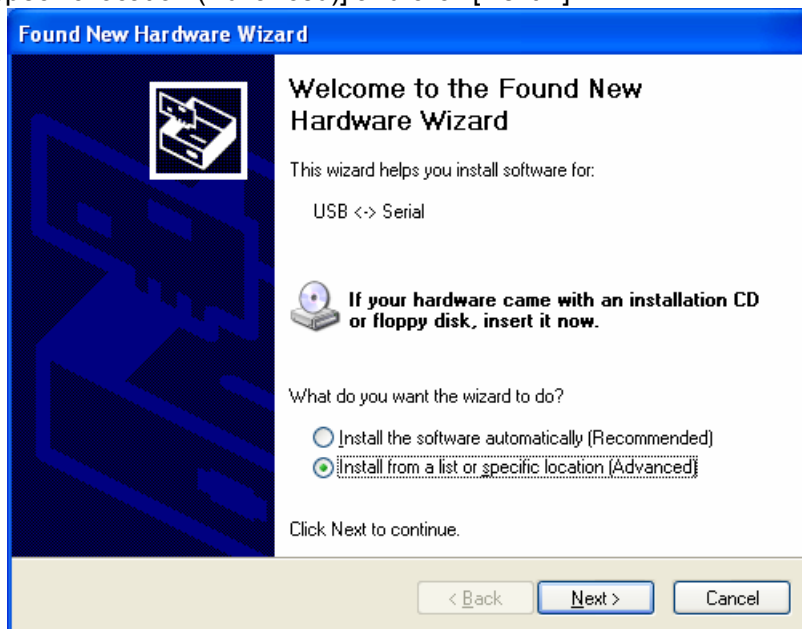 Found New Hardware Wizard
Welcome to the Found New
Hardware Wizard
This wizard helps you install software for:
USB <-> Serial
If your hardware came with an installation CD
or floppy disk, insert it now.
What do you want the wizard to do?
Install the software automatically (Recommended)
Install from a list or specific location (Advanced)
Click Next to continue.
< Back
Next >
Cancel